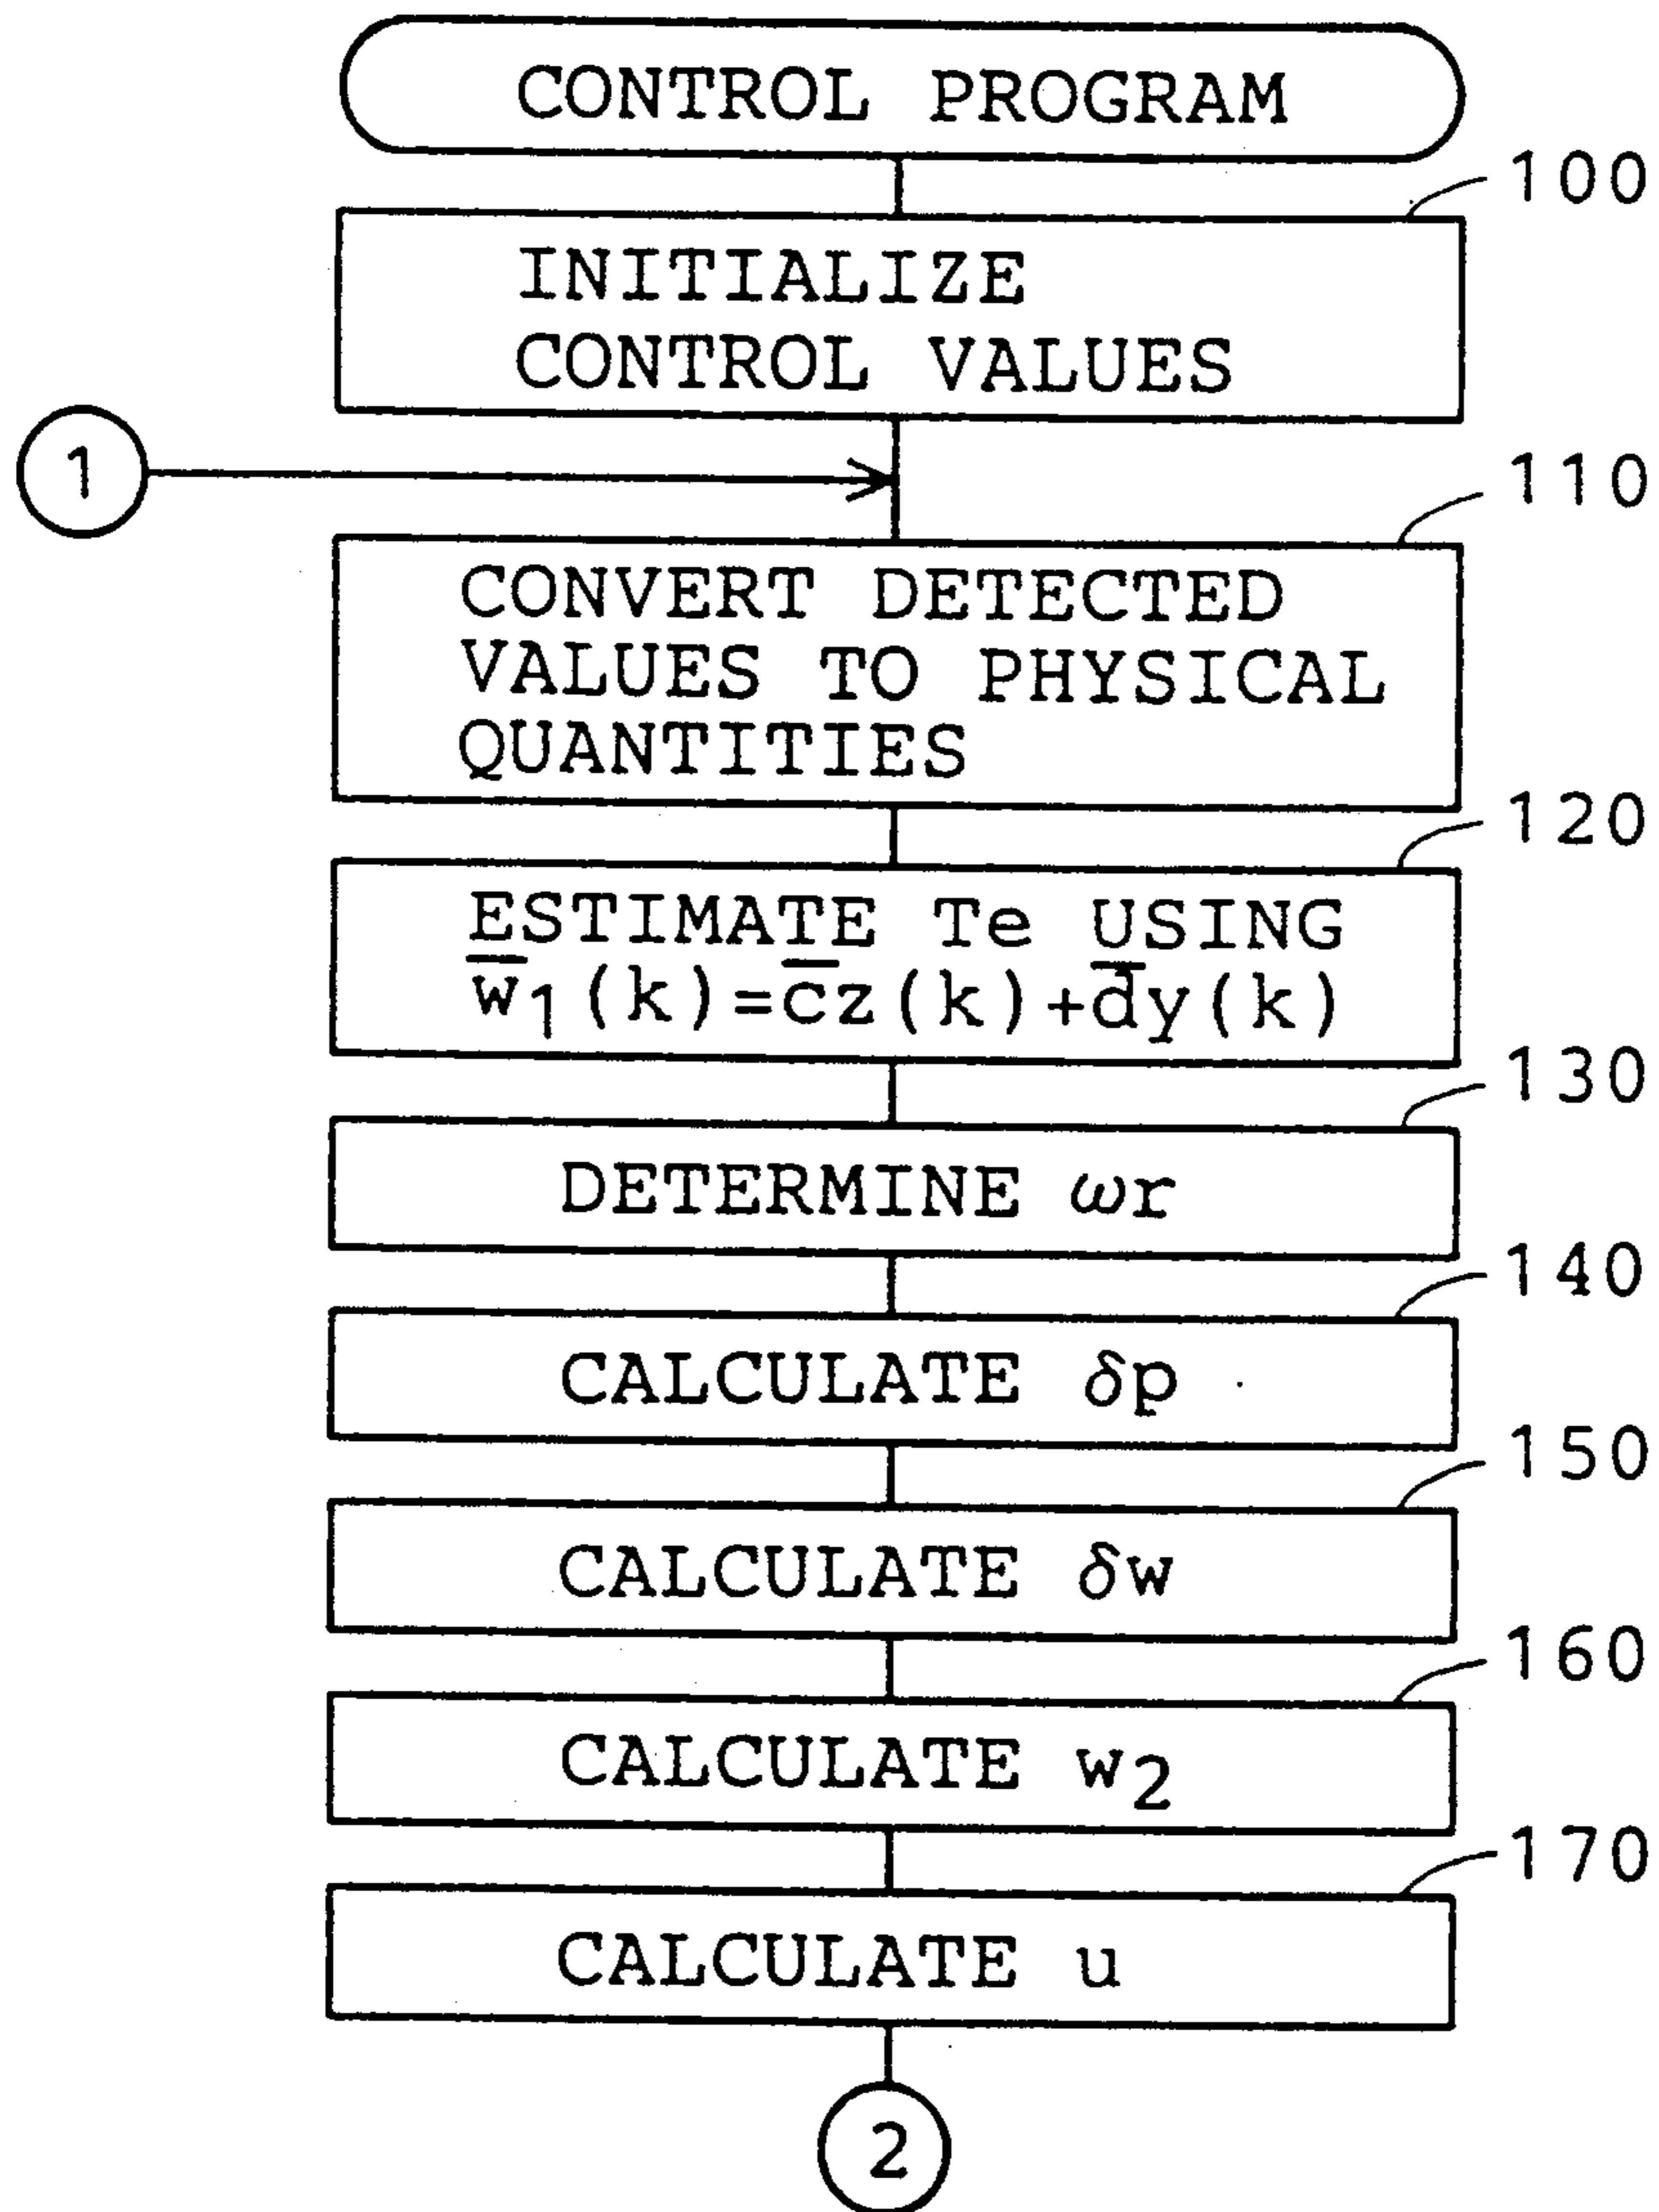 CONTROL PROGRAM
100
INITIALIZE
CONTROL VALUES
1
110
CONVERT DETECTED
VALUES TO PHYSICAL
QUANTITIES
120
ESTIMATE Te USING
w̅₁(k)=c̅z(k)+d̅y(k)
130
DETERMINE ωr
140
CALCULATE δp
150
CALCULATE δw
160
CALCULATE w₂
170
CALCULATE u
2